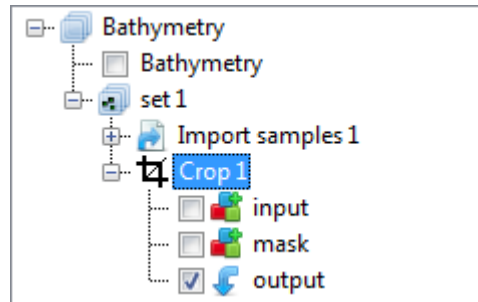 Bathymetry
Bathymetry
set 1
Import samples 1
Crop 1
input
mask
output